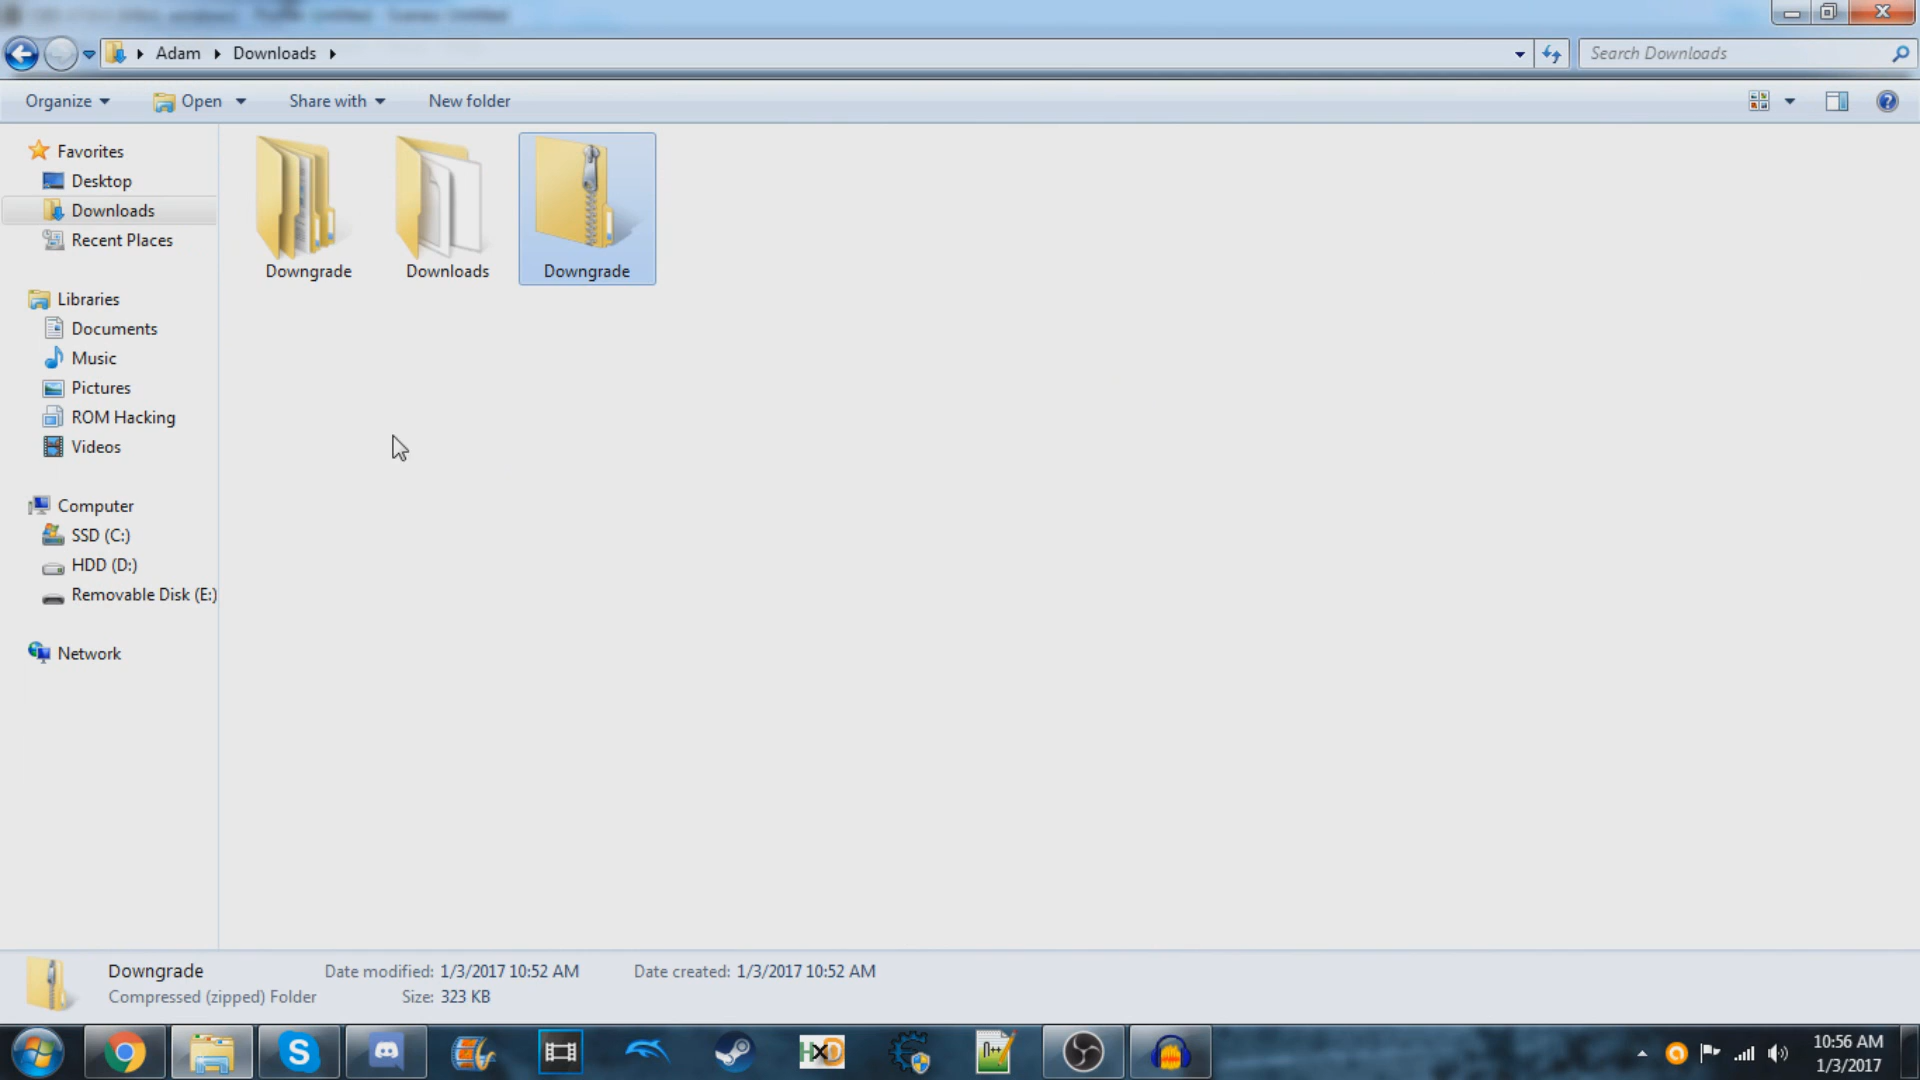 Adam
Downloads
Search Downloads
Organize
Open
Share with
New folder
Favorites
Desktop
Downloads
Recent Places
Libraries
Documents
Music
Pictures
ROM Hacking
Videos
Computer
SSD (C:)
HDD (D:)
Removable Disk (E:)
Network
Downgrade
Downloads
Downgrade
Downgrade
Date modified: 1/3/2017 10:52 AM
Date created: 1/3/2017 10:52 AM
Compressed (zipped) Folder
Size: 323 KB
HXD
10:56 AM
1/3/2017